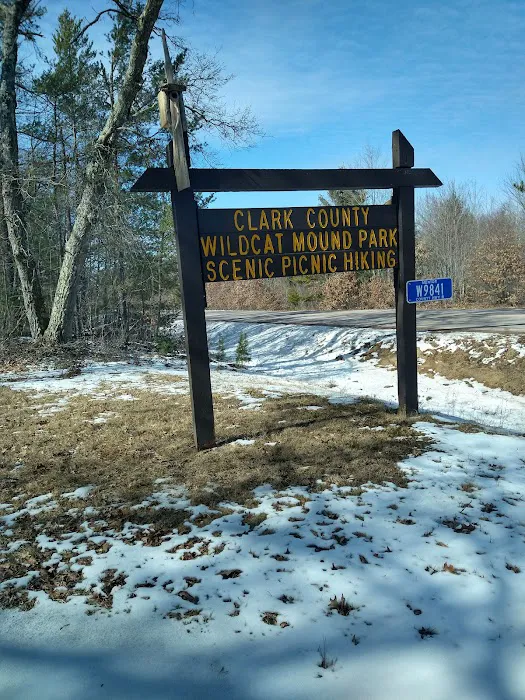 CLARK COUNTY
WILDCAT MOUND PARK
SCENIC PICNIC HIKING
W9841